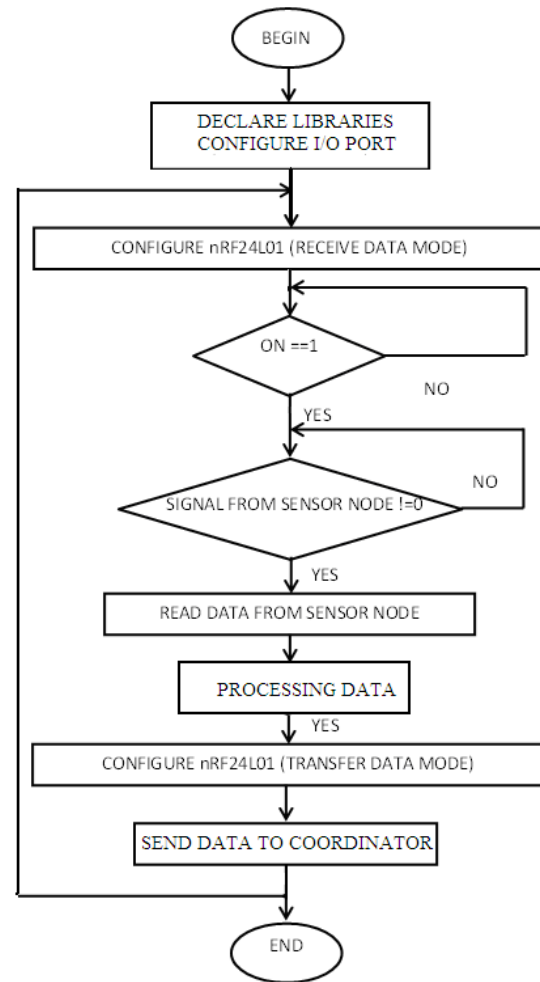 BEGIN
DECLARE LIBRARIES
CONFIGURE I/O PORT
CONFIGURE nRF24L01 (RECEIVE DATA MODE)
ON ==1
NO
YES
SIGNAL FROM SENSOR NODE !=0
NO
YES
READ DATA FROM SENSOR NODE
PROCESSING DATA
YES
CONFIGURE nRF24L01 (TRANSFER DATA MODE)
SEND DATA TO COORDINATOR
END